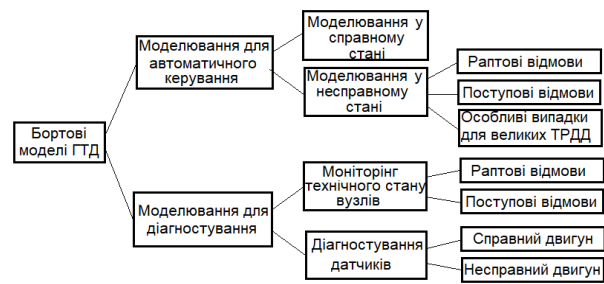 Бортові
моделі ГТД
Моделювання для
автоматичного
керування
Моделювання у
справному
стані
Моделювання у
несправному
стані
Раптові відмови
Поступові відмови
Особливі випадки
для великих ТРДД
Моделювання для
діагностування
Моніторінг
технічного стану
вузлів
Раптові відмови
Поступові відмови
Діагностування
датчиків
Справний двигун
Несправний двигун